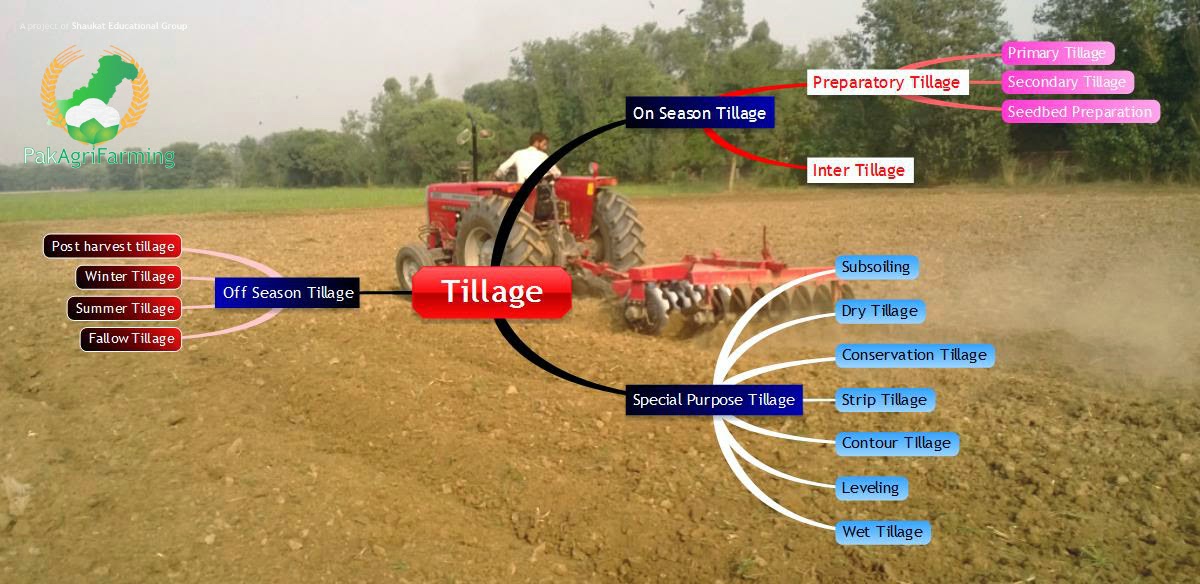 A project of Shaukat Educational Group
PakAgriFarming
Tillage
On Season Tillage
Preparatory Tillage
Primary Tillage
Secondary Tillage
Seedbed Preparation
Inter Tillage
Off Season Tillage
Post harvest tillage
Winter Tillage
Summer Tillage
Fallow Tillage
Special Purpose Tillage
Subsoiling
Dry Tillage
Conservation Tillage
Strip Tillage
Contour TIllage
Leveling
Wet Tillage